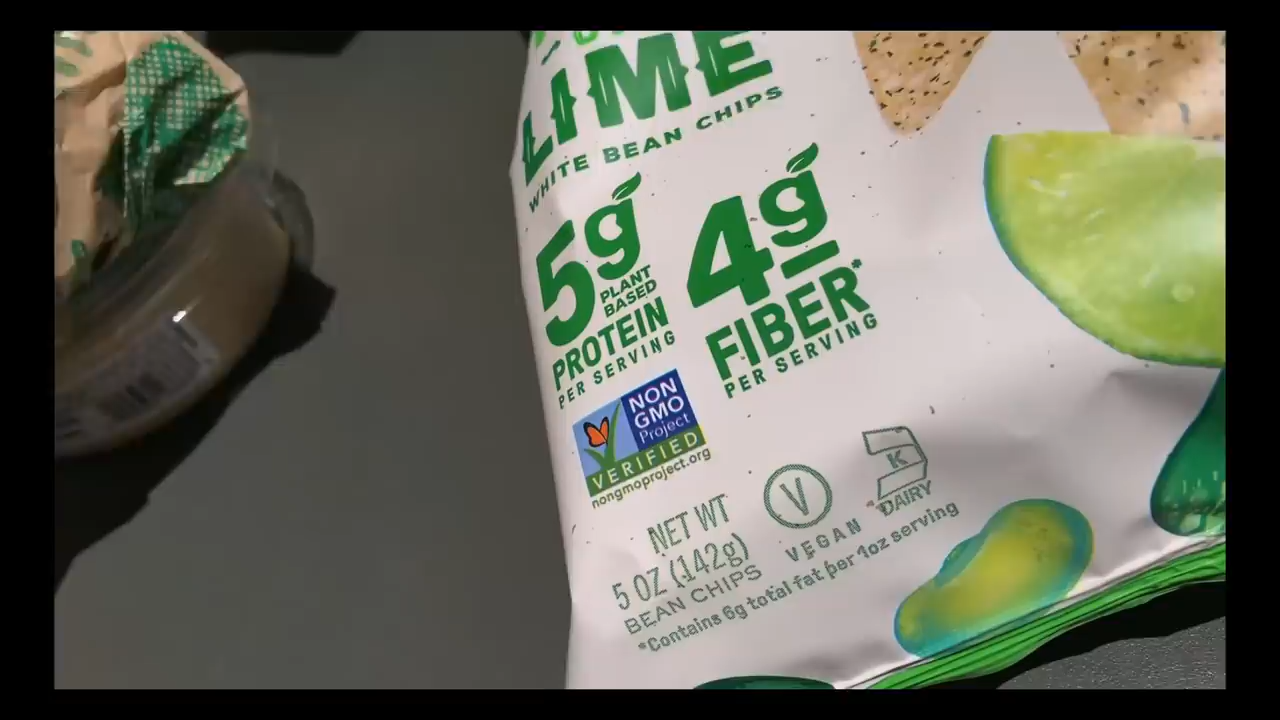 LIME
WHITE BEAN CHIPS
5g
PLANT
BASED
PROTEIN
PER SERVING
4g
FIBER*
PER SERVING
NON
GMO
Project
VERIFIED
nongmoproject.org
NET WT
5 OZ (142g)
BEAN CHIPS
V
VEGAN
K
DAIRY
*Contains 6g total fat per 1oz serving